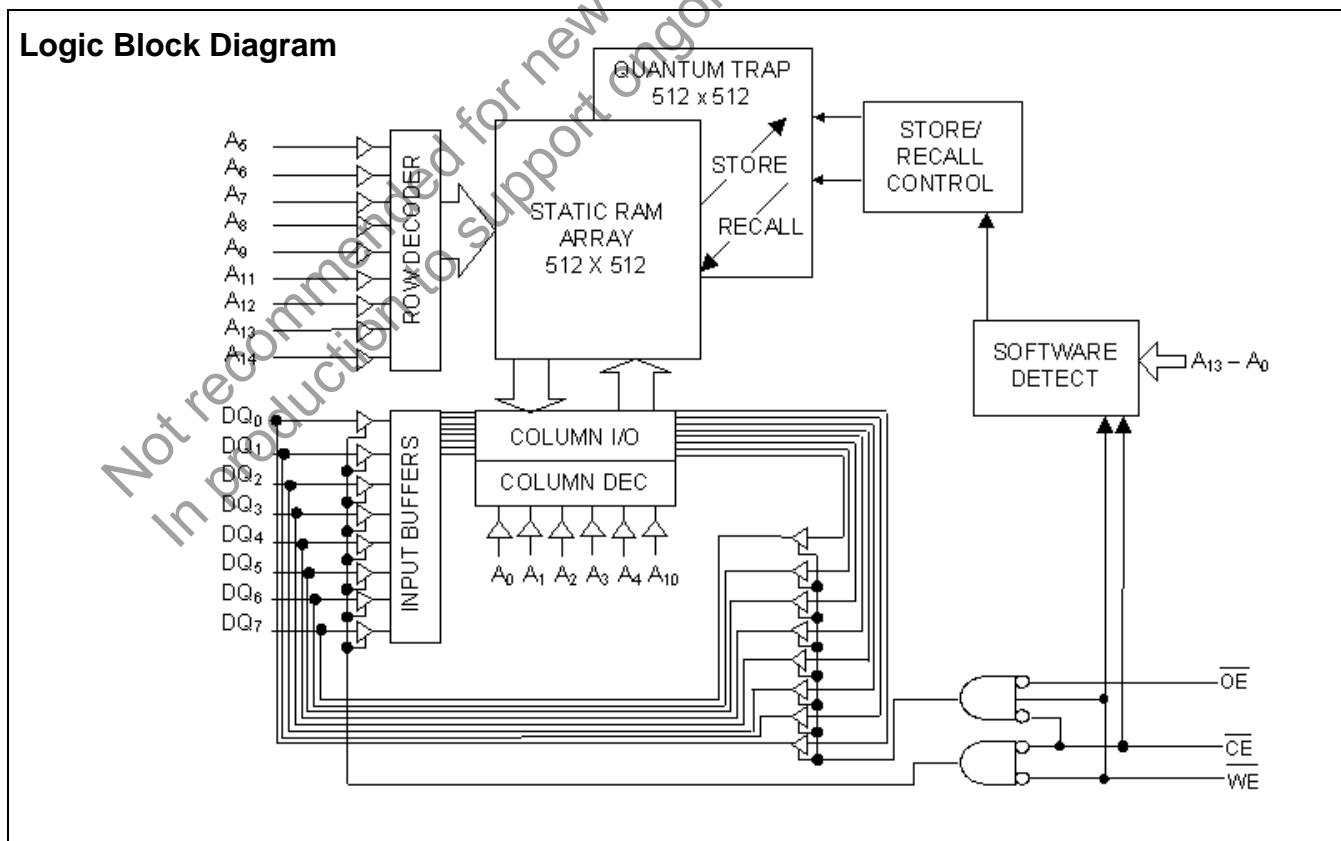 Logic Block Diagram
Not recommended for new
In production to support ongo
QUANTUM TRAP
512 x 512
STORE
RECALL
STORE/
RECALL
CONTROL
STATIC RAM
ARRAY
512 X 512
A5
A6
A7
A8
A9
A11
A12
A13
A14
ROW DECODER
SOFTWARE
DETECT
A13 – A0
DQ0
DQ1
DQ2
DQ3
DQ4
DQ5
DQ6
DQ7
INPUT BUFFERS
COLUMN I/O
COLUMN DEC
A0 A1 A2 A3 A4 A10
OE
CE
WE